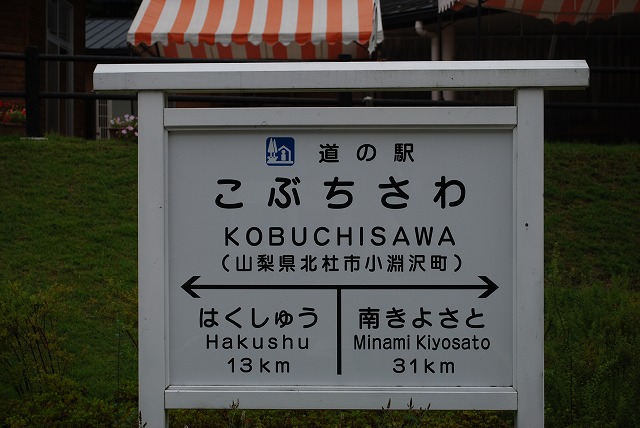 道の駅
こぶちさわ
KOBUCHISAWA
(山梨県北杜市小淵沢町)
はくしゅう 南きよさと
Hakushu Minami Kiyosato
13km 31km